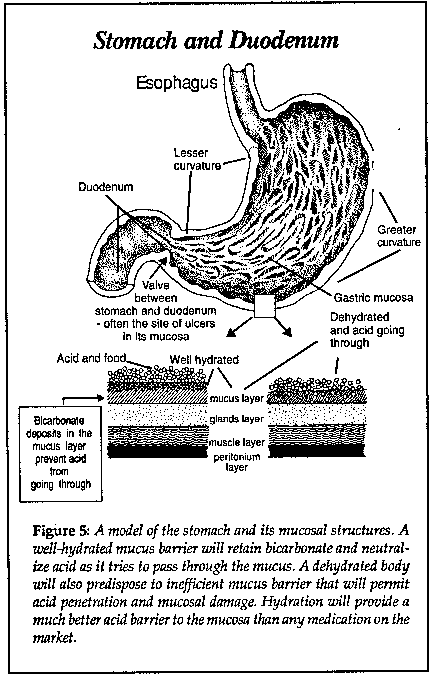 Stomach and Duodenum
Esophagus
Lesser
curvature
Duodenum
Greater
curvature
Valve
between
stomach and duodenum
- often the site of ulcers
in its mucosa
Gastric mucosa
Dehydrated
and acid going
through
Acid and food
Well hydrated
mucus layer
glands layer
muscle layer
peritonium
layer
Bicarbonate
deposits in the
mucus layer
prevent acid
from
going through
Figure 5: A model of the stomach and its mucosal structures. A
well-hydrated mucus barrier will retain bicarbonate and neutral-
ize acid as it tries to pass through the mucus. A dehydrated body
will also predispose to inefficient mucus barrier that will permit
acid penetration and mucosal damage. Hydration will provide a
much better acid barrier to the mucosa than any medication on the
market.